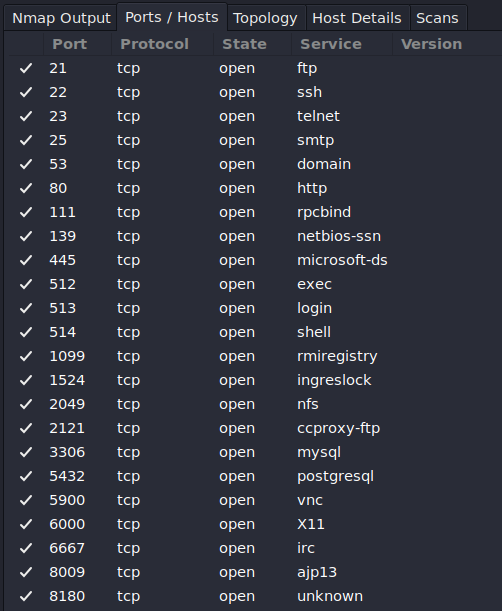 Nmap Output Ports / Hosts Topology Host Details Scans
Port Protocol State Service Version
21 tcp open ftp
22 tcp open ssh
23 tcp open telnet
25 tcp open smtp
53 tcp open domain
80 tcp open http
111 tcp open rpcbind
139 tcp open netbios-ssn
445 tcp open microsoft-ds
512 tcp open exec
513 tcp open login
514 tcp open shell
1099 tcp open rmiregistry
1524 tcp open ingreslock
2049 tcp open nfs
2121 tcp open ccproxy-ftp
3306 tcp open mysql
5432 tcp open postgresql
5900 tcp open vnc
6000 tcp open X11
6667 tcp open irc
8009 tcp open ajp13
8180 tcp open unknown